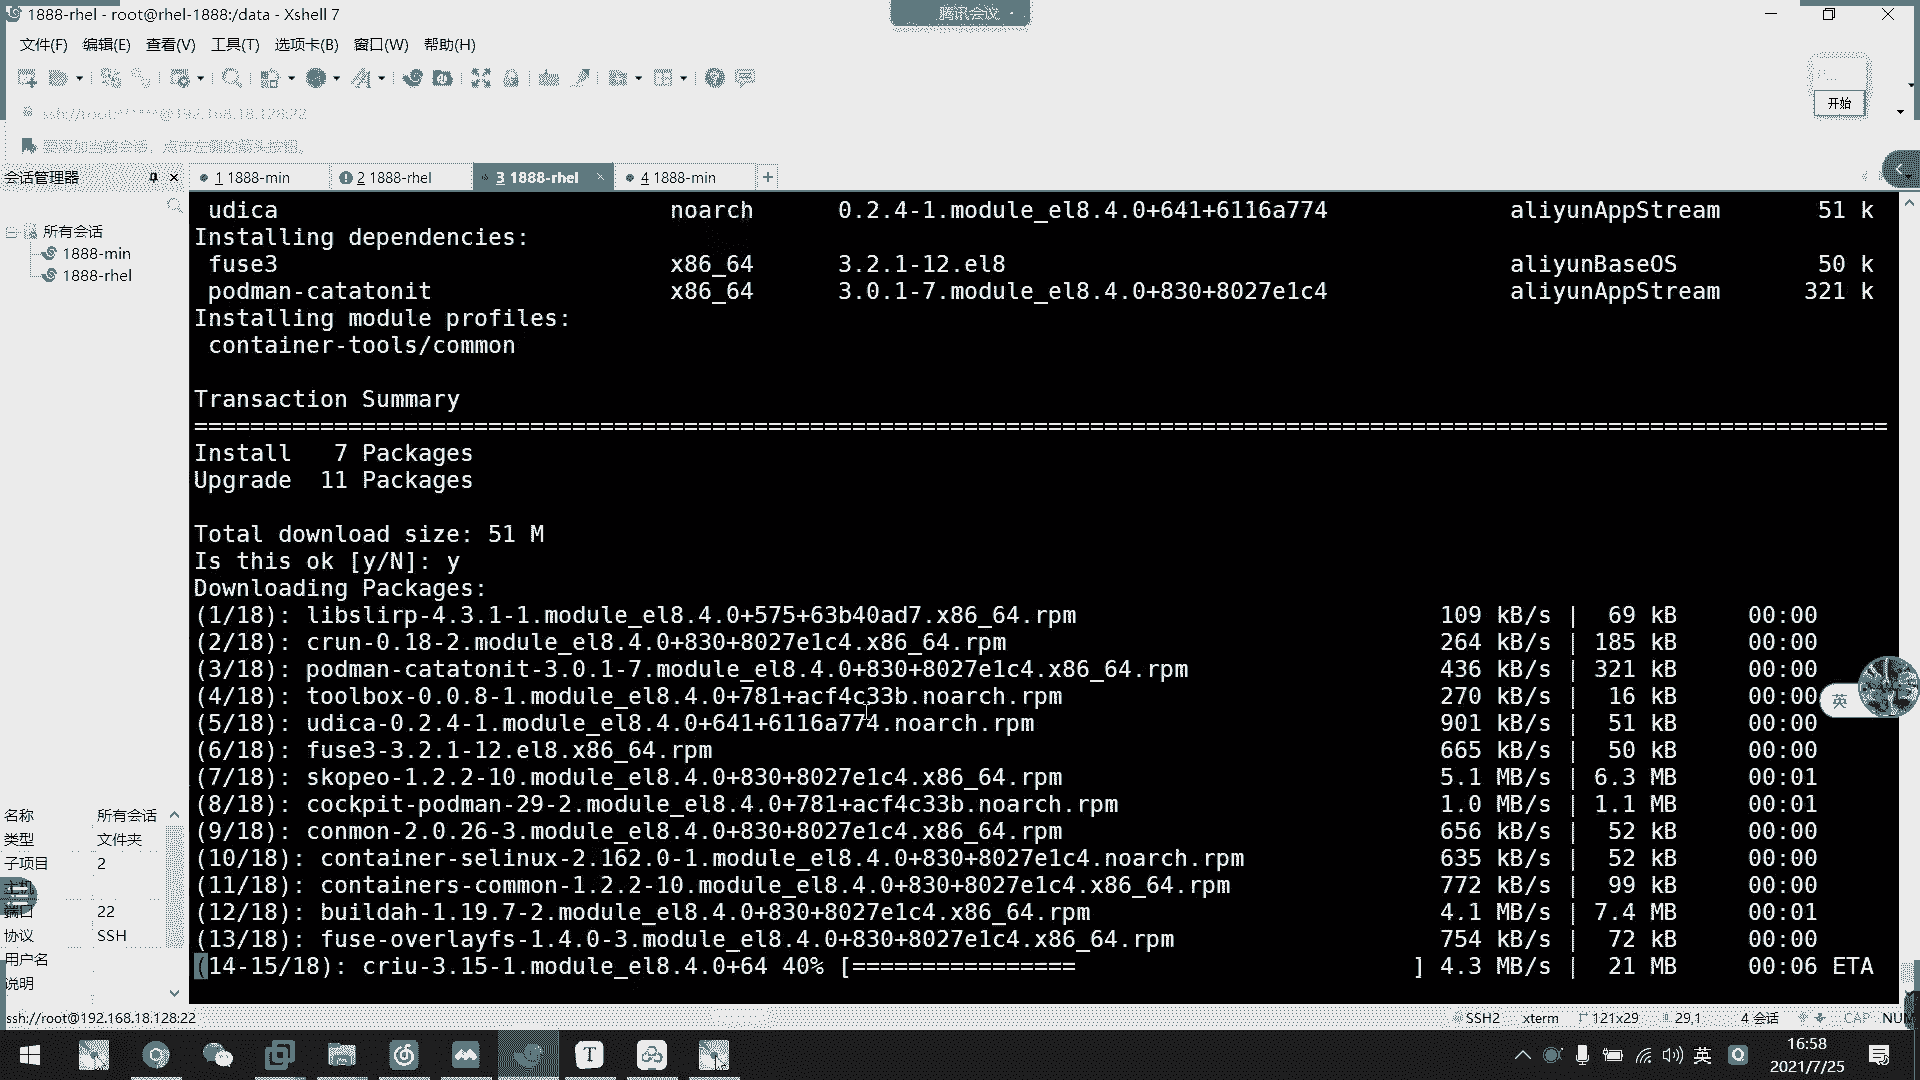 1888-rhel - root@rhel-1888:/data - Xshell 7
腾讯会议
文件(F) 编辑(E) 查看(V) 工具(T) 选项卡(B) 窗口(W) 帮助(H)
开始
ssh://root:*****@192.168.18.128:22
要添加当前会话，点击左侧的箭头按钮。
会话管理器
1 1888-min
2 1888-rhel
3 1888-rhel
4 1888-min
所有会话
1888-min
1888-rhel
udica noarch 0.2.4-1.module_el8.4.0+641+6116a774 aliyunAppStream 51 k
Installing dependencies:
fuse3 x86_64 3.2.1-12.el8 aliyunBaseOS 50 k
podman-catatonit x86_64 3.0.1-7.module_el8.4.0+830+8027e1c4 aliyunAppStream 321 k
Installing module profiles:
container-tools/common
Transaction Summary
================================================================================================================
Install 7 Packages
Upgrade 11 Packages
Total download size: 51 M
Is this ok [y/N]: y
Downloading Packages:
(1/18): libslirp-4.3.1-1.module_el8.4.0+575+63b40ad7.x86_64.rpm 109 kB/s | 69 kB 00:00
(2/18): crun-0.18-2.module_el8.4.0+830+8027e1c4.x86_64.rpm 264 kB/s | 185 kB 00:00
(3/18): podman-catatonit-3.0.1-7.module_el8.4.0+830+8027e1c4.x86_64.rpm 436 kB/s | 321 kB 00:00
(4/18): toolbox-0.0.8-1.module_el8.4.0+781+acf4c33b.noarch.rpm 270 kB/s | 16 kB 00:00
(5/18): udica-0.2.4-1.module_el8.4.0+641+6116a774.noarch.rpm 901 kB/s | 51 kB 00:00
(6/18): fuse3-3.2.1-12.el8.x86_64.rpm 665 kB/s | 50 kB 00:00
(7/18): skopeo-1.2.2-10.module_el8.4.0+830+8027e1c4.x86_64.rpm 5.1 MB/s | 6.3 MB 00:01
(8/18): cockpit-podman-29-2.module_el8.4.0+781+acf4c33b.noarch.rpm 1.0 MB/s | 1.1 MB 00:01
(9/18): conmon-2.0.26-3.module_el8.4.0+830+8027e1c4.x86_64.rpm 656 kB/s | 52 kB 00:00
(10/18): container-selinux-2.162.0-1.module_el8.4.0+830+8027e1c4.noarch.rpm 635 kB/s | 52 kB 00:00
(11/18): containers-common-1.2.2-10.module_el8.4.0+830+8027e1c4.x86_64.rpm 772 kB/s | 99 kB 00:00
(12/18): buildah-1.19.7-2.module_el8.4.0+830+8027e1c4.x86_64.rpm 4.1 MB/s | 7.4 MB 00:01
(13/18): fuse-overlayfs-1.4.0-3.module_el8.4.0+830+8027e1c4.x86_64.rpm 754 kB/s | 72 kB 00:00
(14-15/18): criu-3.15-1.module_el8.4.0+64 40% [================ ] 4.3 MB/s | 21 MB 00:06 ETA
英
名称 所有会话
类型 文件夹
子项目 2
主机
端口 22
协议 SSH
用户名
说明
ssh://root@192.168.18.128:22
SSH2 xterm 121x29 29,1 4 会话 CAP NUM
英
16:58
2021/7/25